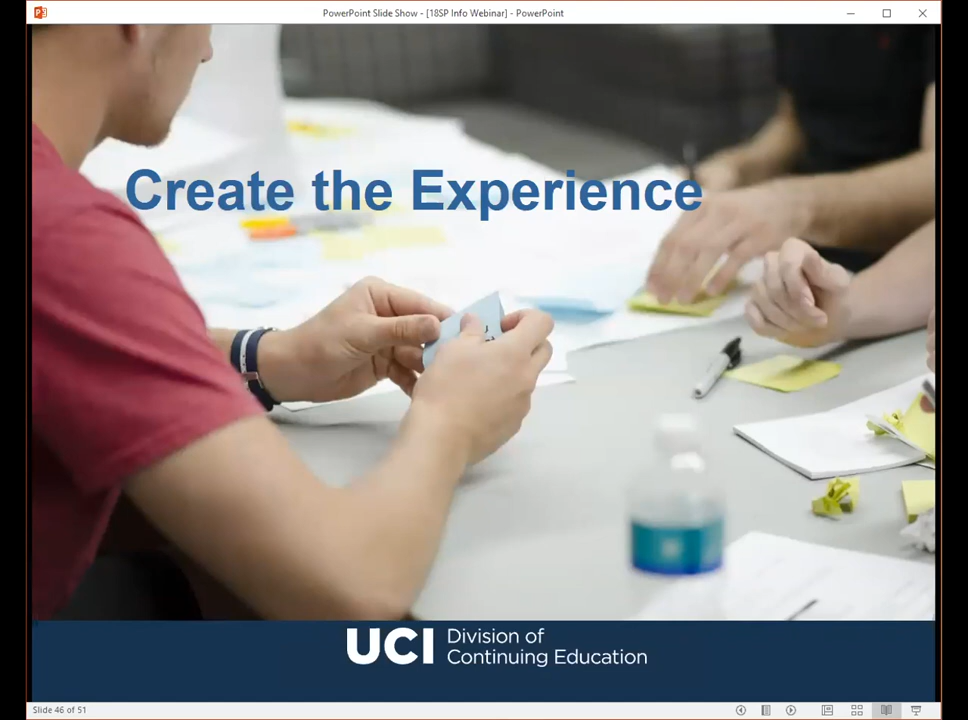 PowerPoint Slide Show - [18SP Info Webinar] - PowerPoint
Create the Experience
UCI Division of
Continuing Education
Slide 46 of 51